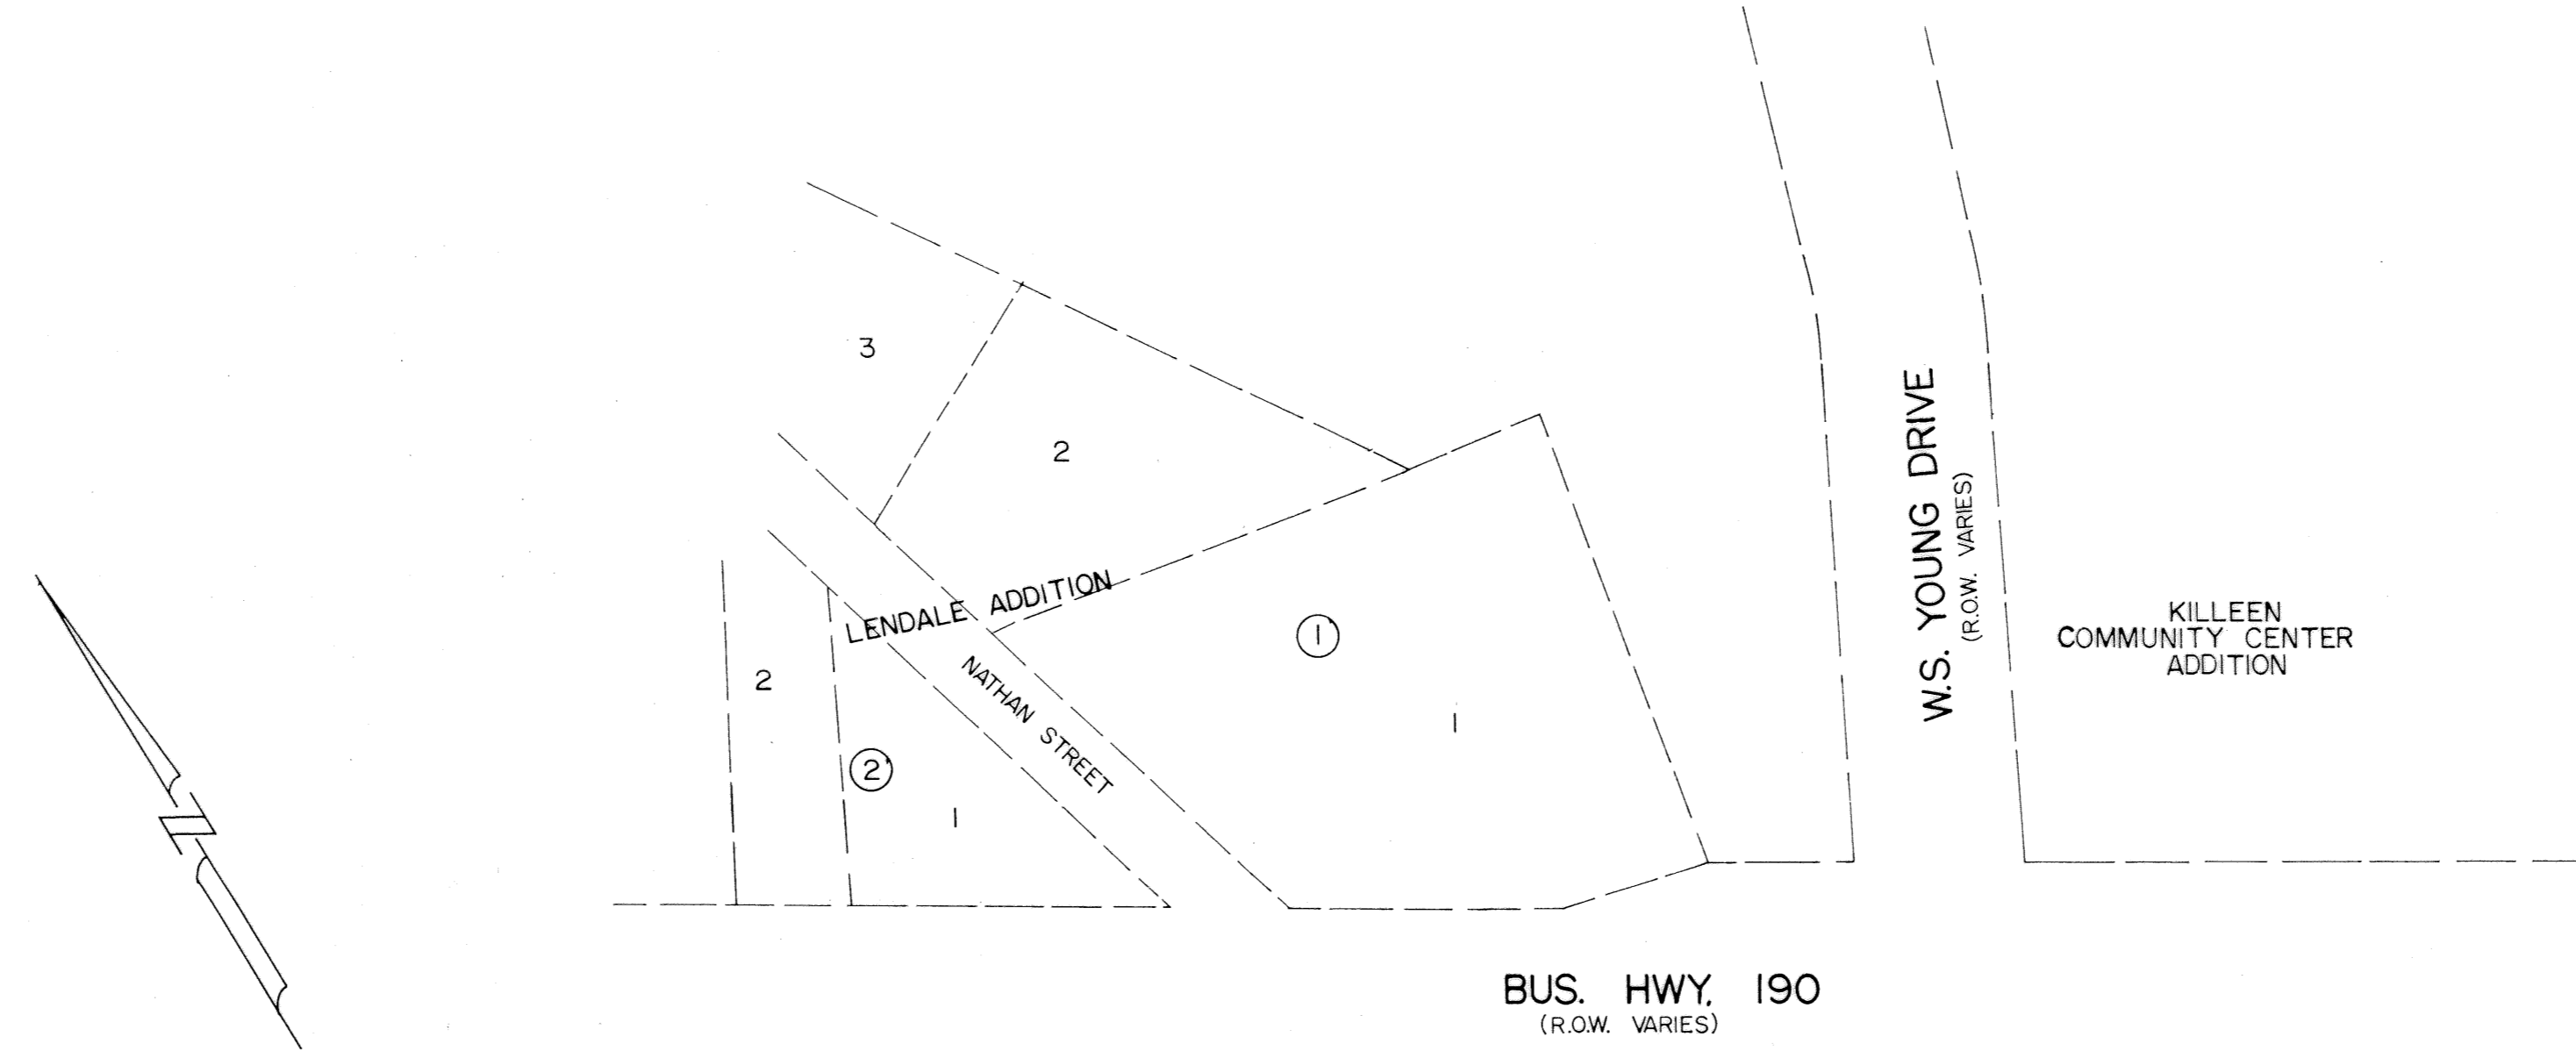 3
2
W.S. YOUNG DRIVE
(R.O.W. VARIES)
LENDALE ADDITION
1
KILLEEN
COMMUNITY CENTER
ADDITION
2
NATHAN STREET
1
2
1
BUS. HWY. 190
(R.O.W. VARIES)